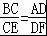 BC/CE = AD/DF